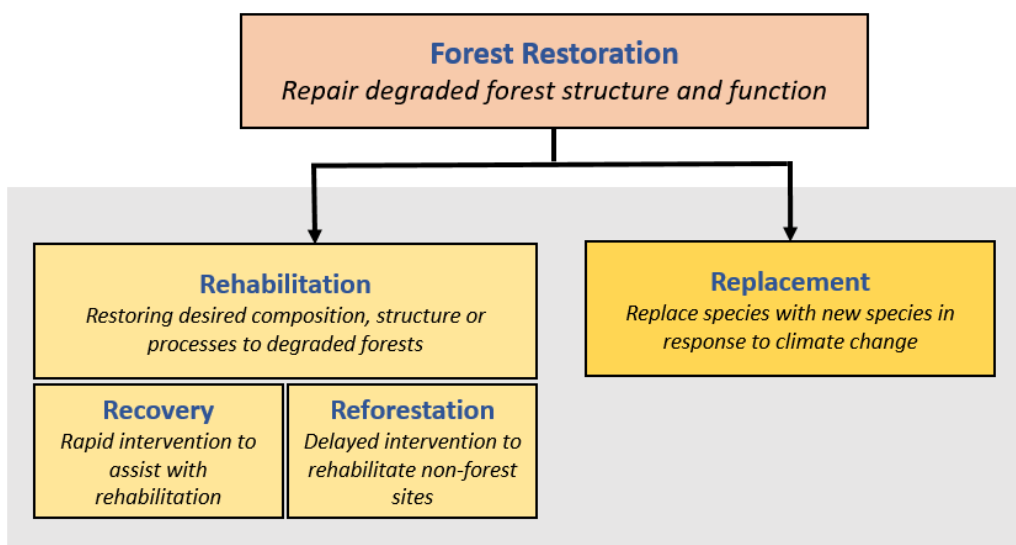 Forest Restoration
Repair degraded forest structure and function
Rehabilitation
Restoring desired composition, structure or
processes to degraded forests
Replacement
Replace species with new species in
response to climate change
Recovery
Rapid intervention to
assist with
rehabilitation
Reforestation
Delayed intervention to
rehabilitate non-forest
sites